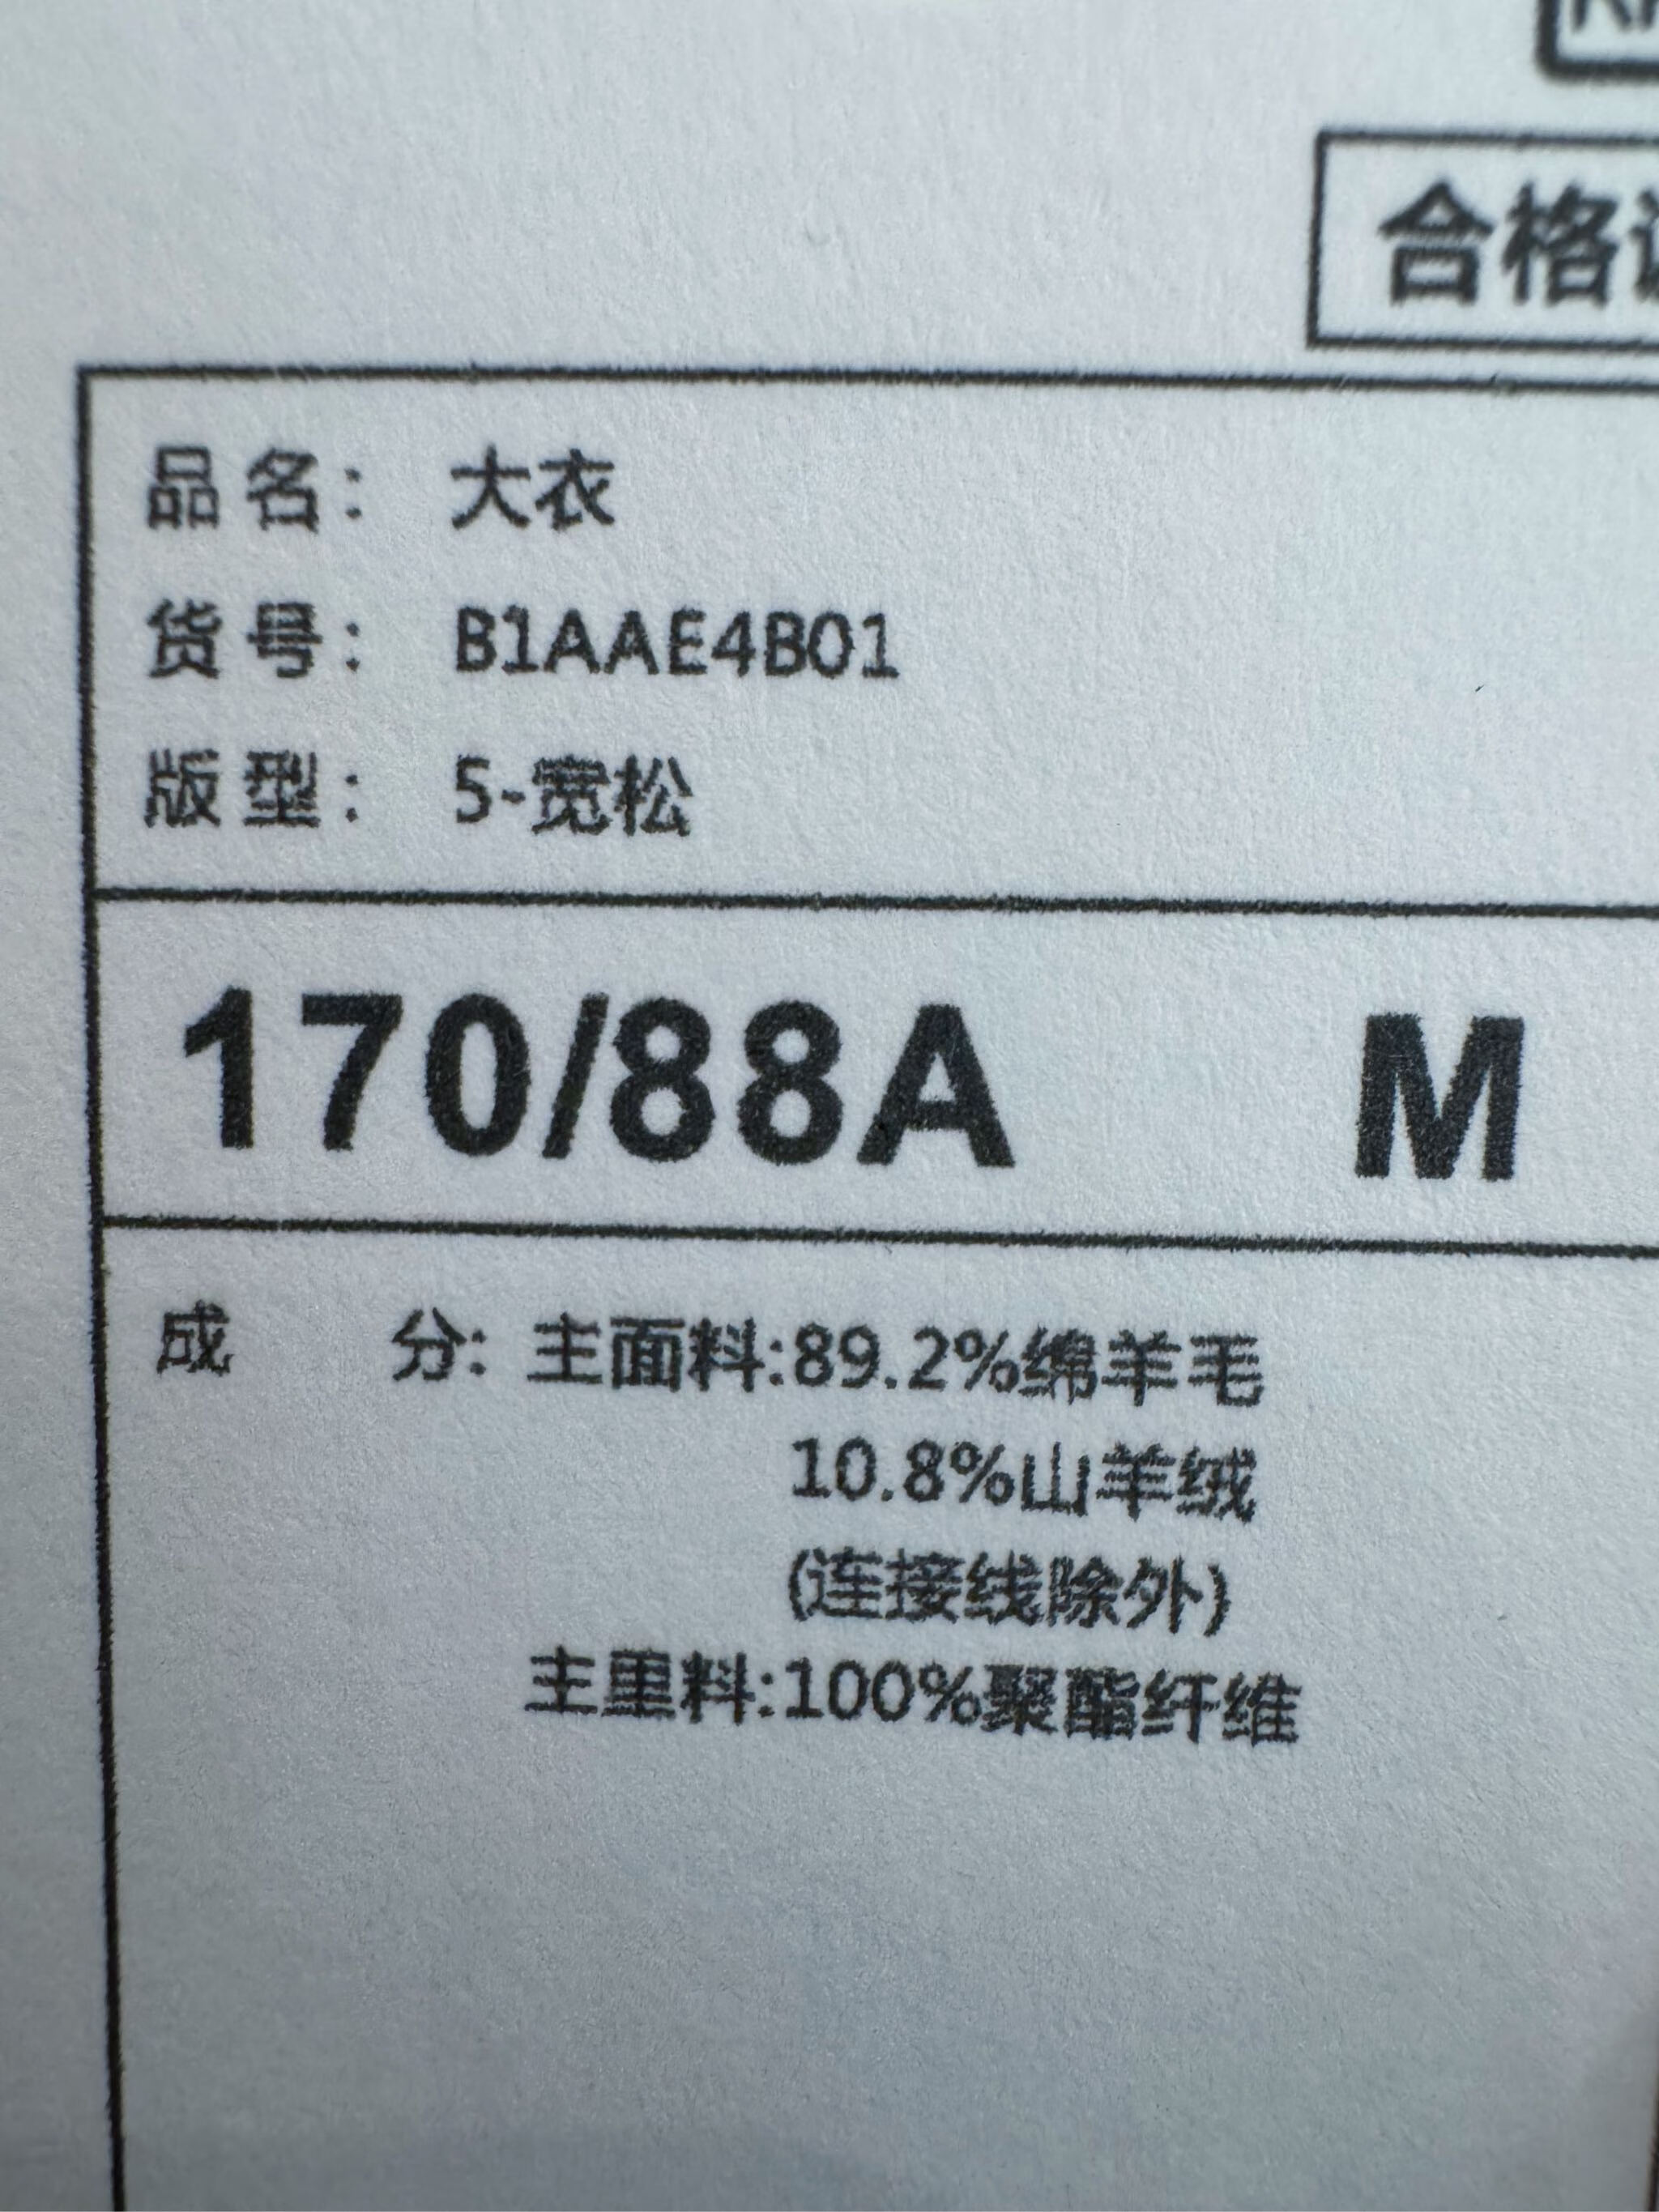 合格
品名: 大衣
货号: B1AAE4B01
版型: 5-宽松
170/88A M
成 分: 主面料:89.2%绵羊毛
10.8%山羊绒
(连接线除外)
主里料:100%聚酯纤维